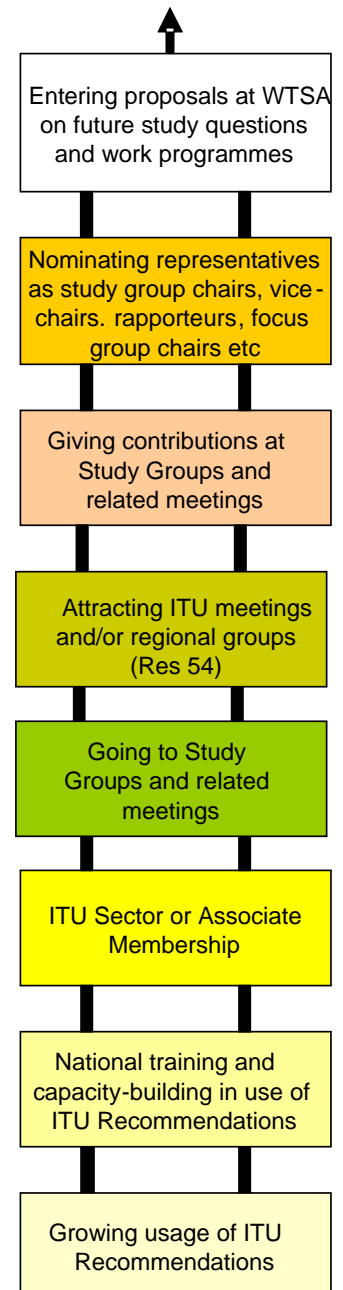 Entering proposals at WTSA
on future study questions
and work programmes
Nominating representatives
as study group chairs, vice-
chairs. rapporteurs, focus
group chairs etc
Giving contributions at
Study Groups and
related meetings
Attracting ITU meetings
and/or regional groups
(Res 54)
Going to Study
Groups and related
meetings
ITU Sector or Associate
Membership
National training and
capacity-building in use of
ITU Recommendations
Growing usage of ITU
Recommendations